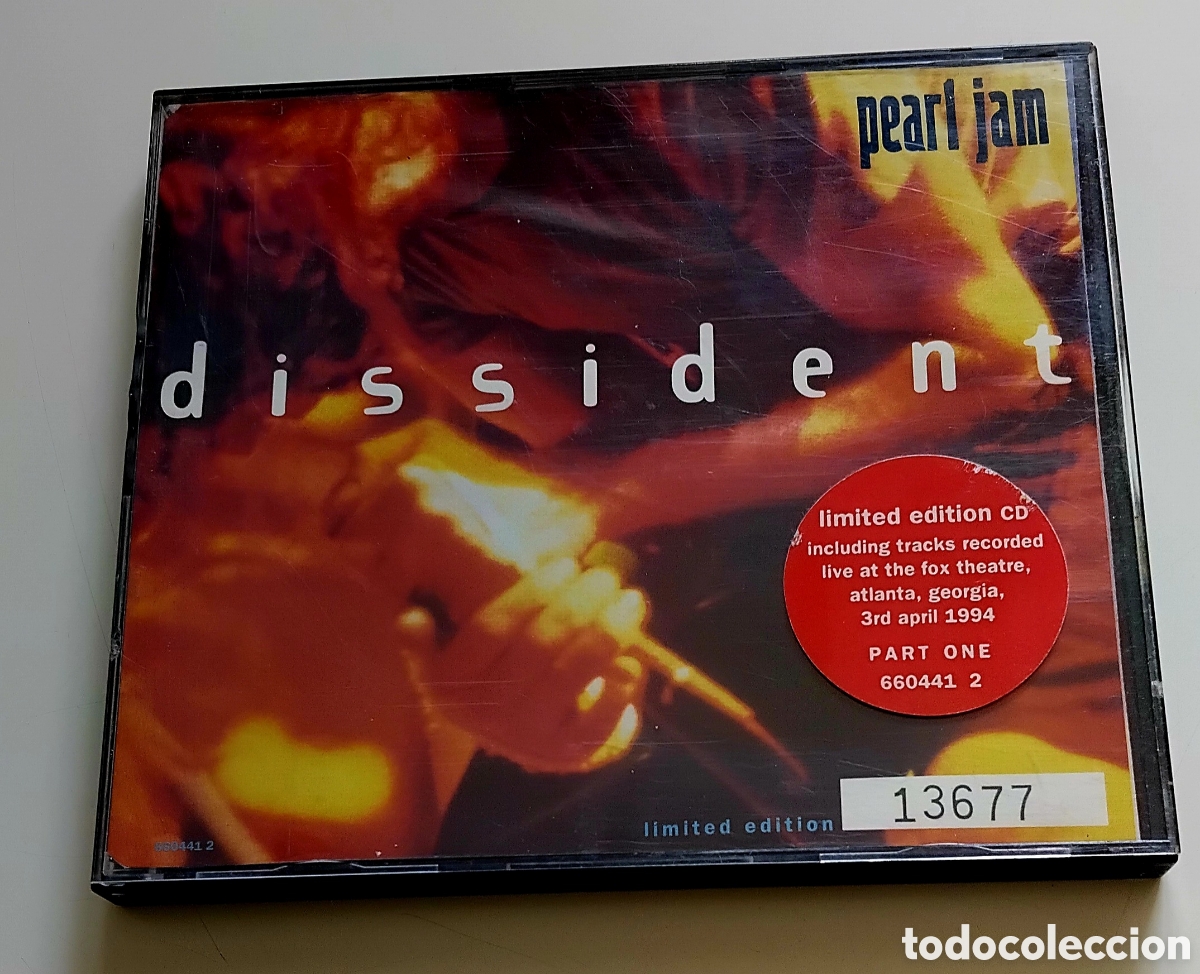 pearl jam
dissident
limited edition CD
including tracks recorded
live at the fox theatre,
atlanta, georgia,
3rd april 1994
PART ONE
660441 2
limited edition
13677
660441 2
todocoleccion